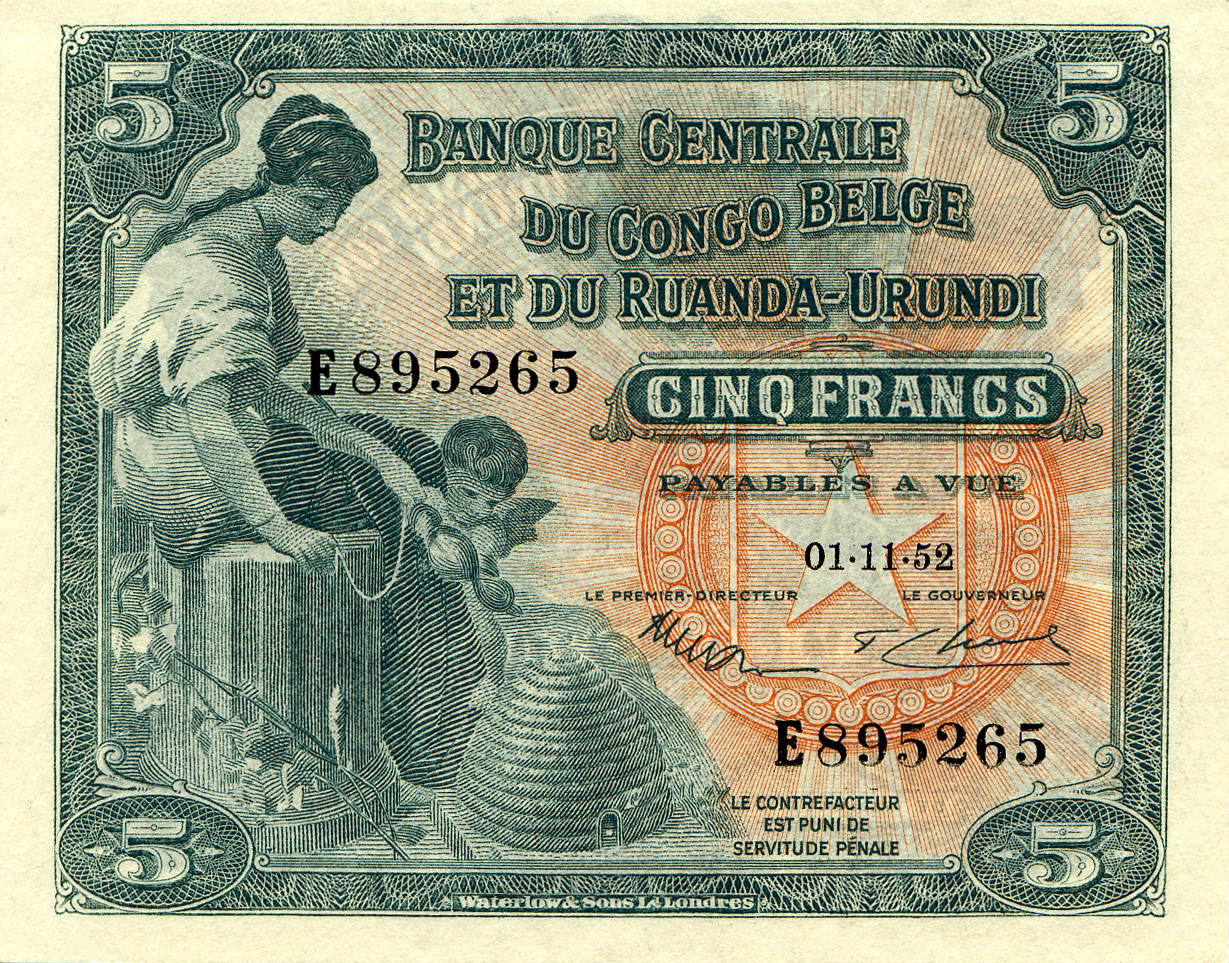 5 5
BANQUE CENTRALE
DU CONGO BELGE
ET DU RUANDA-URUNDI
E895265
CINQ FRANCS
PAYABLES A VUE
01·11·52
LE PREMIER-DIRECTEUR LE GOUVERNEUR
E895265
LE CONTREFACTEUR
EST PUNI DE
SERVITUDE PÉNALE
5 5
Waterlow & Sons Ld Londres